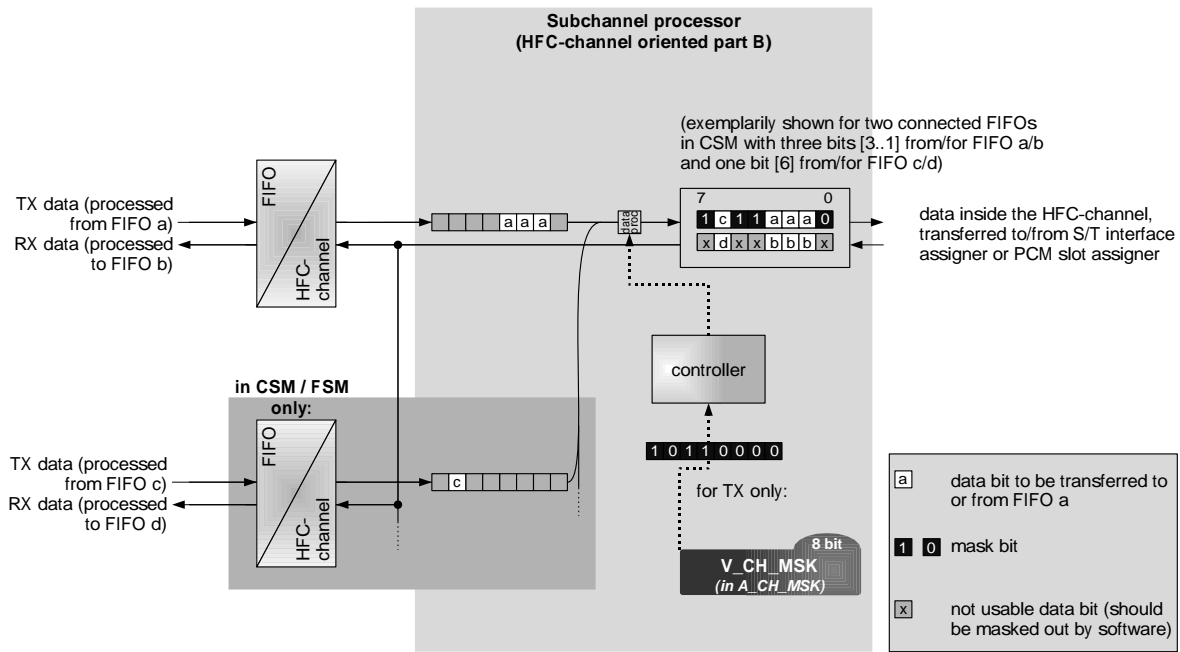 Subchannel processor
(HFC-channel oriented part B)
(exemplarily shown for two connected FIFOs
in CSM with three bits [3..1] from/for FIFO a/b
and one bit [6] from/for FIFO c/d)
7 0
TX data (processed
from FIFO a)
RX data (processed
to FIFO b)
FIFO
HFC-
channel
a a a
data
proc
1 c 1 1 a a a 0
x d x x b b b x
data inside the HFC-channel,
transferred to/from S/T interface
assigner or PCM slot assigner
controller
in CSM / FSM
only:
TX data (processed
from FIFO c)
RX data (processed
to FIFO d)
FIFO
HFC-
channel
c
1 0 1 1 0 0 0 0
for TX only:
8 bit
V_CH_MSK
(in A_CH_MSK)
a data bit to be transferred to
or from FIFO a
1 0 mask bit
x not usable data bit (should
be masked out by software)